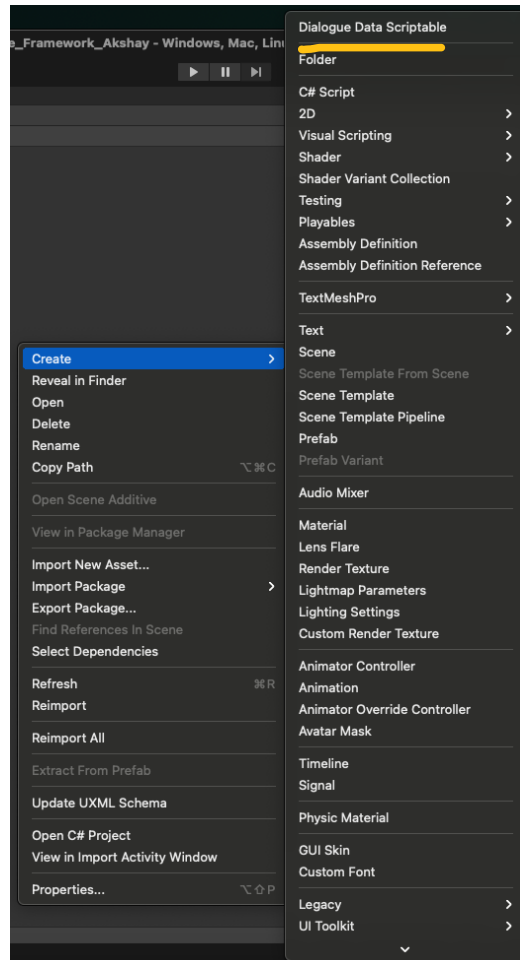 e_Framework_Akshay - Windows, Mac, Linu
Create
Reveal in Finder
Open
Delete
Rename
Copy Path ⌥⌘C
Open Scene Additive
View in Package Manager
Import New Asset...
Import Package
Export Package...
Find References In Scene
Select Dependencies
Refresh ⌘R
Reimport
Reimport All
Extract From Prefab
Update UXML Schema
Open C# Project
View in Import Activity Window
Properties... ⌥⇧P
Dialogue Data Scriptable
Folder
C# Script
2D
Visual Scripting
Shader
Shader Variant Collection
Testing
Playables
Assembly Definition
Assembly Definition Reference
TextMeshPro
Text
Scene
Scene Template From Scene
Scene Template
Scene Template Pipeline
Prefab
Prefab Variant
Audio Mixer
Material
Lens Flare
Render Texture
Lightmap Parameters
Lighting Settings
Custom Render Texture
Animator Controller
Animation
Animator Override Controller
Avatar Mask
Timeline
Signal
Physic Material
GUI Skin
Custom Font
Legacy
UI Toolkit